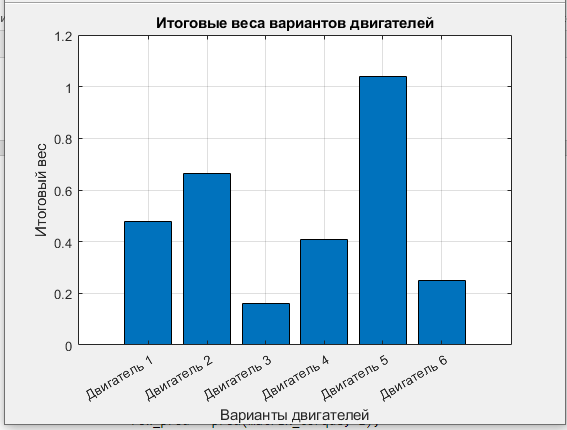 Итоговые веса вариантов двигателей
1.2
1
0.8
0.6
0.4
0.2
0
Итоговый вес
Двигатель 1
Двигатель 2
Двигатель 3
Двигатель 4
Двигатель 5
Двигатель 6
Варианты двигателей